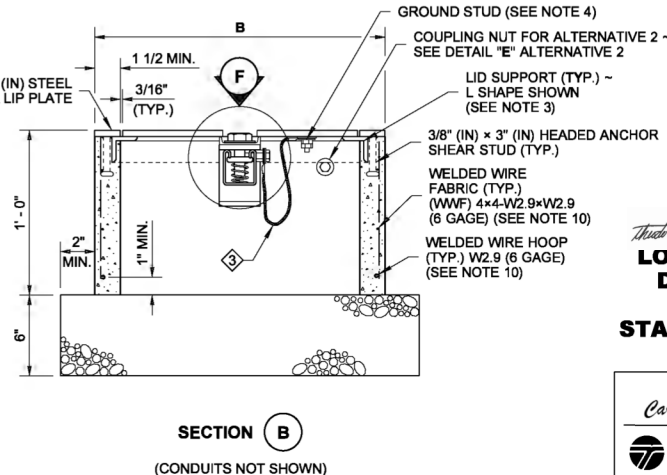 B
GROUND STUD (SEE NOTE 4)
COUPLING NUT FOR ALTERNATIVE 2 ~
SEE DETAIL "E" ALTERNATIVE 2
1 1/2 MIN.
F
(IN) STEEL
LIP PLATE
3/16"
(TYP.)
LID SUPPORT (TYP.) ~
L SHAPE SHOWN
(SEE NOTE 3)
3/8" (IN) × 3" (IN) HEADED ANCHOR
SHEAR STUD (TYP.)
WELDED WIRE
FABRIC (TYP.)
(WWF) 4×4-W2.9×W2.9
(6 GAGE) (SEE NOTE 10)
1' - 0"
2"
MIN.
1" MIN.
3
WELDED WIRE HOOP
(TYP.) W2.9 (6 GAGE)
(SEE NOTE 10)
6"
LO
D
STA
SECTION B
(CONDUITS NOT SHOWN)
Ca